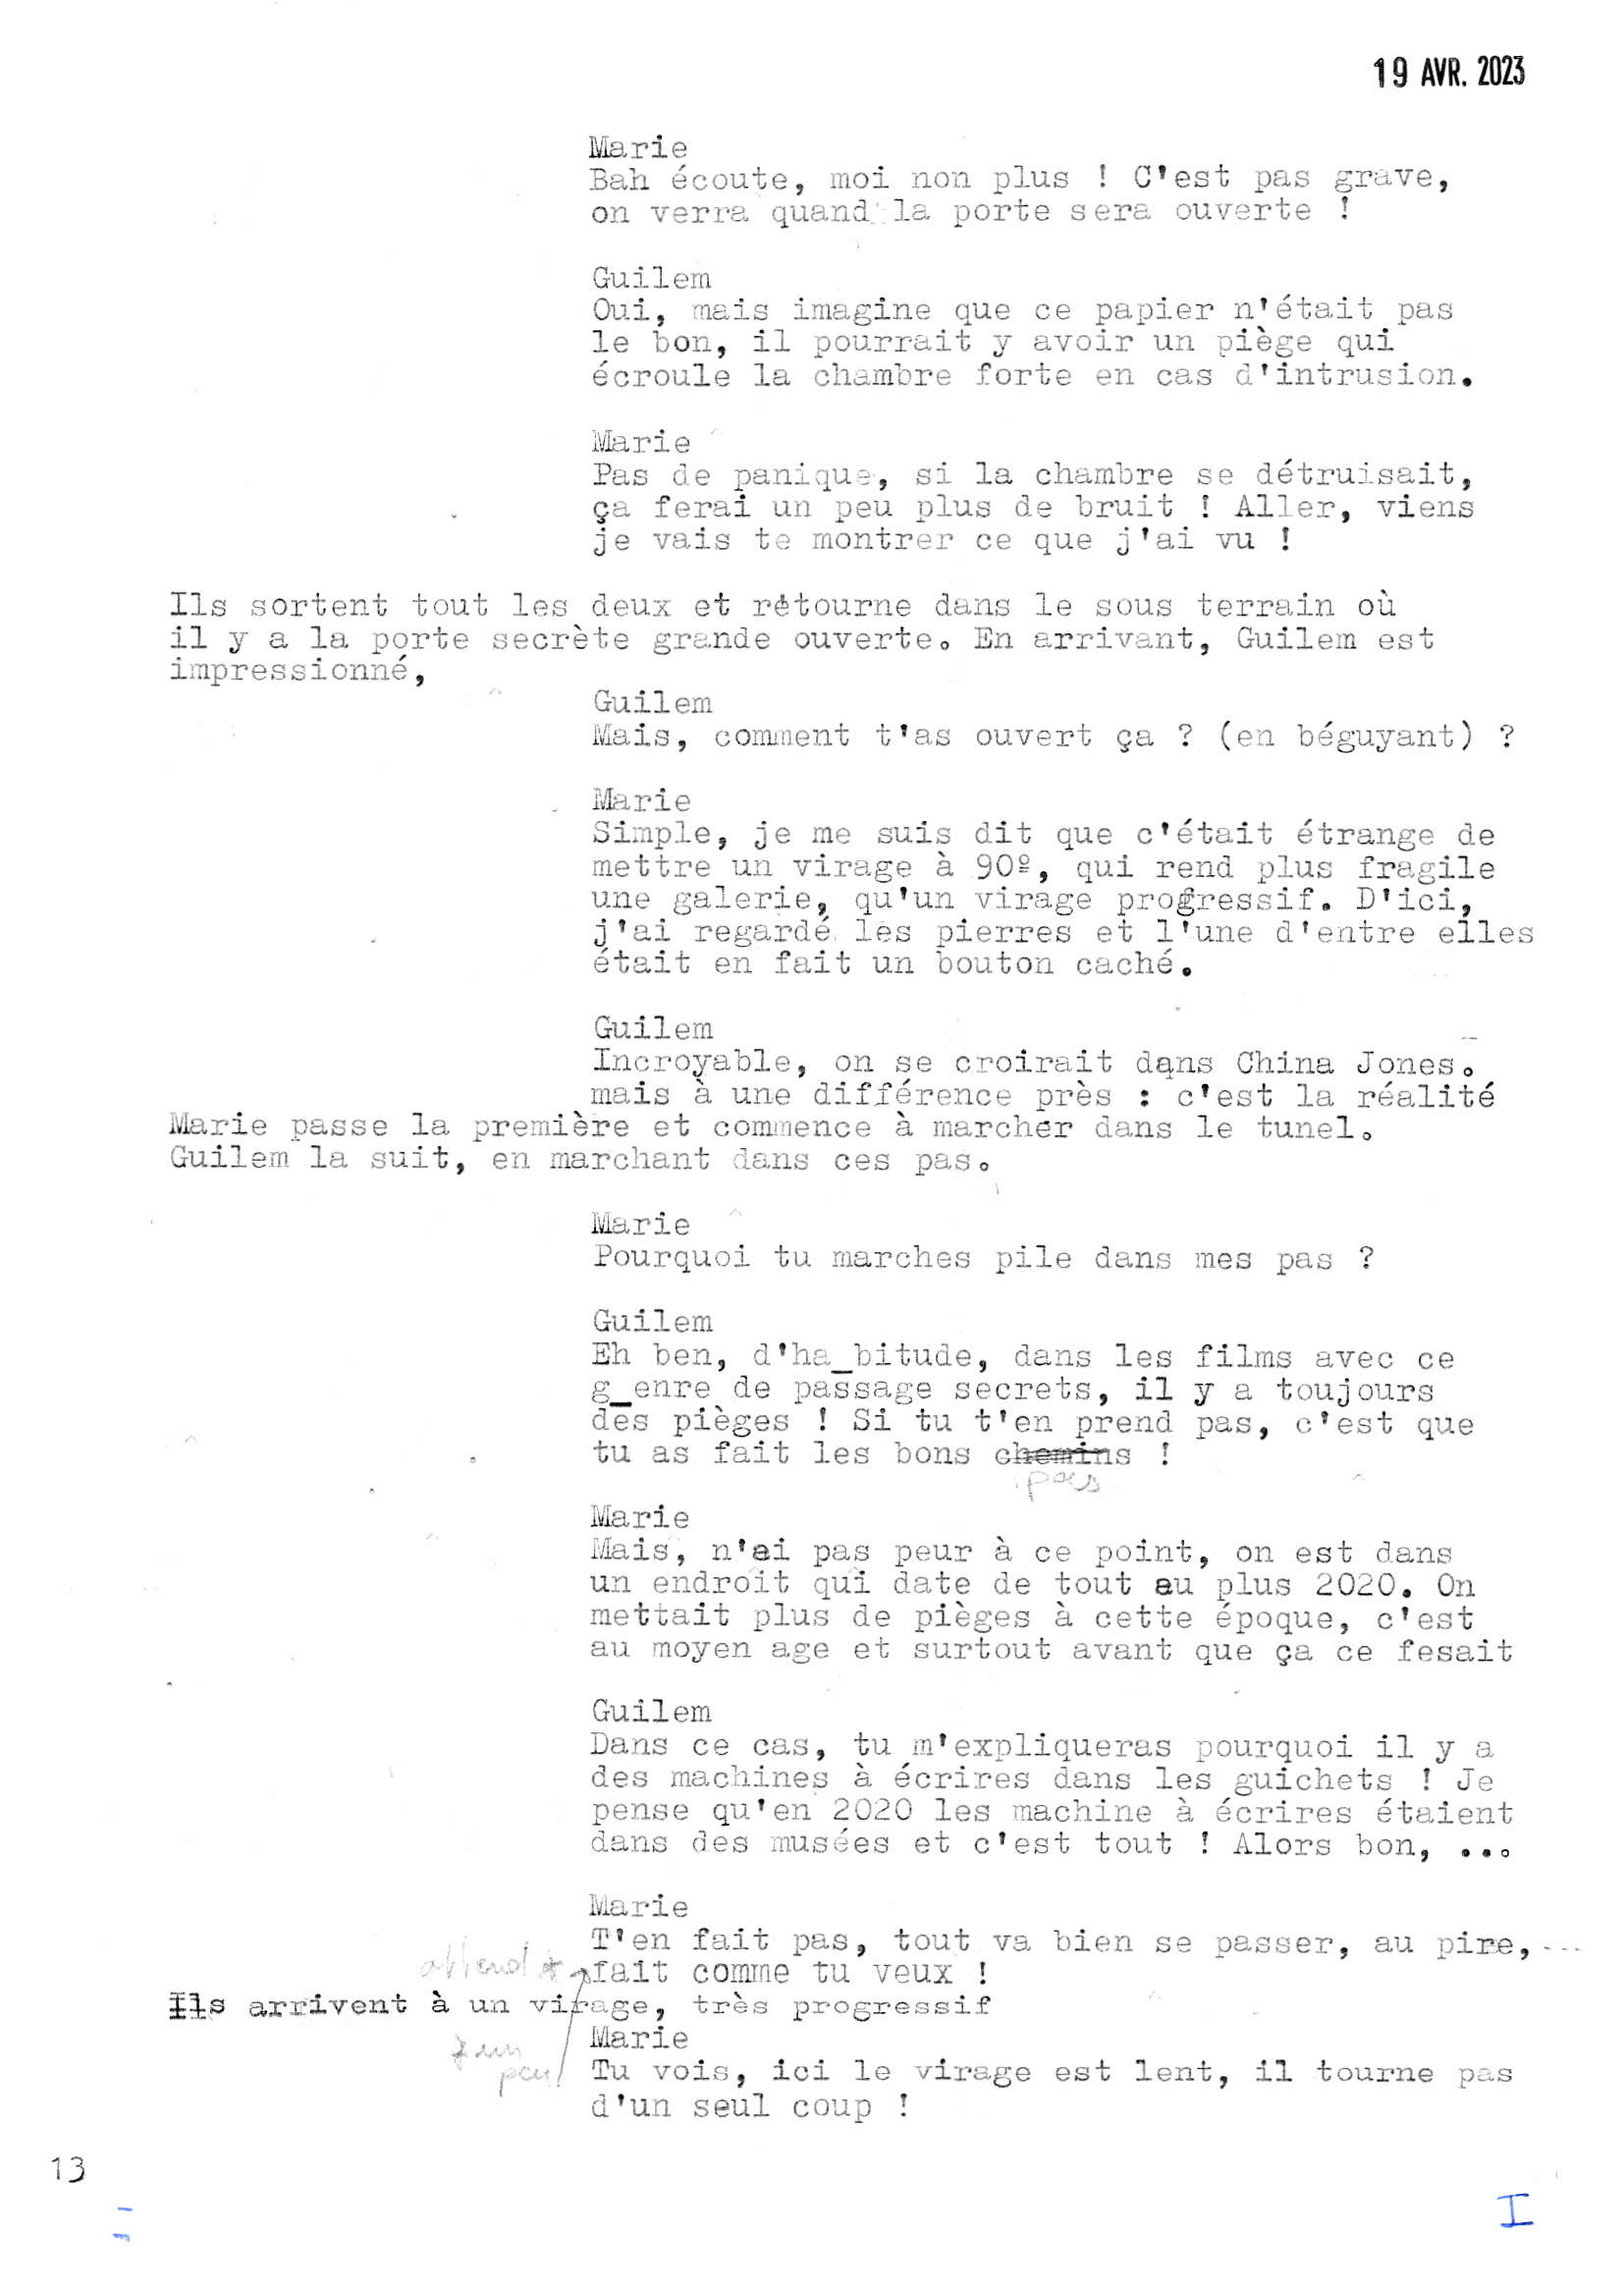 19 AVR. 2023
Marie
Bah écoute, moi non plus ! C'est pas grave,
on verra quand la porte sera ouverte !
Guilem
Oui, mais imagine que ce papier n'était pas
le bon, il pourrait y avoir un piège qui
écroule la chambre forte en cas d'intrusion.
Marie
Pas de panique, si la chambre se détruisait,
ça ferai un peu plus de bruit ! Aller, viens
je vais te montrer ce que j'ai vu !
Ils sortent tout les deux et retourne dans le sous terrain où
il y a la porte secrète grande ouverte. En arrivant, Guilem est
impressionné,
Guilem
Mais, comment t'as ouvert ça ? (en béguyant) ?
Marie
Simple, je me suis dit que c'était étrange de
mettre un virage à 90º, qui rend plus fragile
une galerie, qu'un virage progressif. D'ici,
j'ai regardé les pierres et l'une d'entre elles
était en fait un bouton caché.
Guilem
Incroyable, on se croirait dans China Jones.
mais à une différence près : c'est la réalité
Marie passe la première et commence à marcher dans le tunel.
Guilem la suit, en marchant dans ces pas.
Marie
Pourquoi tu marches pile dans mes pas ?
Guilem
Eh ben, d'ha_bitude, dans les films avec ce
g_enre de passage secrets, il y a toujours
des pièges ! Si tu t'en prend pas, c'est que
tu as fait les bons chemins !
pas
Marie
Mais, n'ai pas peur à ce point, on est dans
un endroit qui date de tout au plus 2020. On
mettait plus de pièges à cette époque, c'est
au moyen age et surtout avant que ça ce fesait
Guilem
Dans ce cas, tu m'expliqueras pourquoi il y a
des machines à écrires dans les guichets ! Je
pense qu'en 2020 les machine à écrires étaient
dans des musées et c'est tout ! Alors bon, ...
Marie
T'en fait pas, tout va bien se passer, au pire, ...
attend fait comme tu veux !
Ils arrivent à un virage, très progressif
un
peu
Marie
Tu vois, ici le virage est lent, il tourne pas
d'un seul coup !
13
I